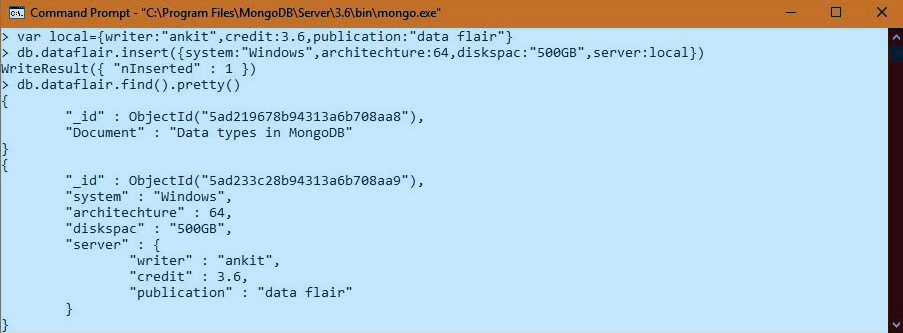 Command Prompt - "C:\Program Files\MongoDB\Server\3.6\bin\mongo.exe"
> var local={writer:"ankit",credit:3.6,publication:"data flair"}
> db.dataflair.insert({system:"Windows",architechture:64,diskspac:"500GB",server:local})
WriteResult({ "nInserted" : 1 })
> db.dataflair.find().pretty()
{
        "_id" : ObjectId("5ad219678b94313a6b708aa8"),
        "Document" : "Data types in MongoDB"
}
{
        "_id" : ObjectId("5ad233c28b94313a6b708aa9"),
        "system" : "Windows",
        "architechture" : 64,
        "diskspac" : "500GB",
        "server" : {
                "writer" : "ankit",
                "credit" : 3.6,
                "publication" : "data flair"
        }
}